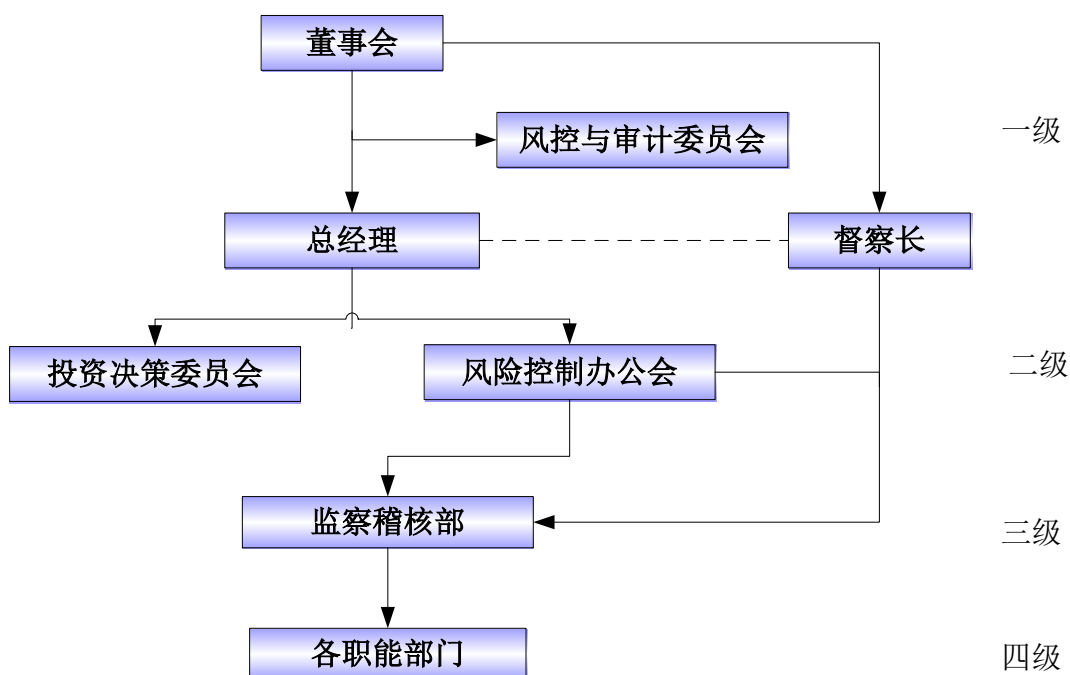 董事会
风控与审计委员会
一级
总经理
督察长
投资决策委员会
风险控制办公会
二级
监察稽核部
三级
各职能部门
四级